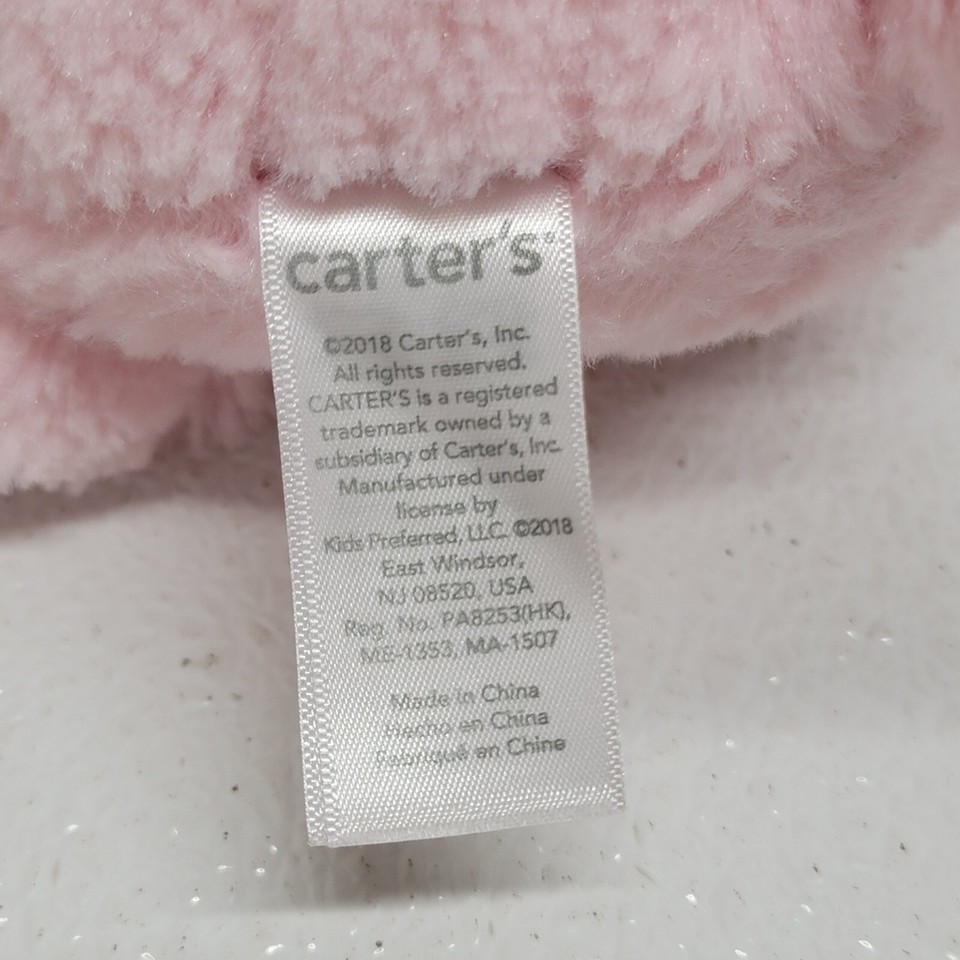 carter's®
©2018 Carter's, Inc.
All rights reserved.
CARTER'S is a registered
trademark owned by a
subsidiary of Carter's, Inc.
Manufactured under
license by
Kids Preferred, LLC ©2018
East Windsor,
NJ 08520, USA
Reg. No. PA8253(HK),
ME-1353, MA-1507
Made in China
Hecho en China
Fabriqué en Chine